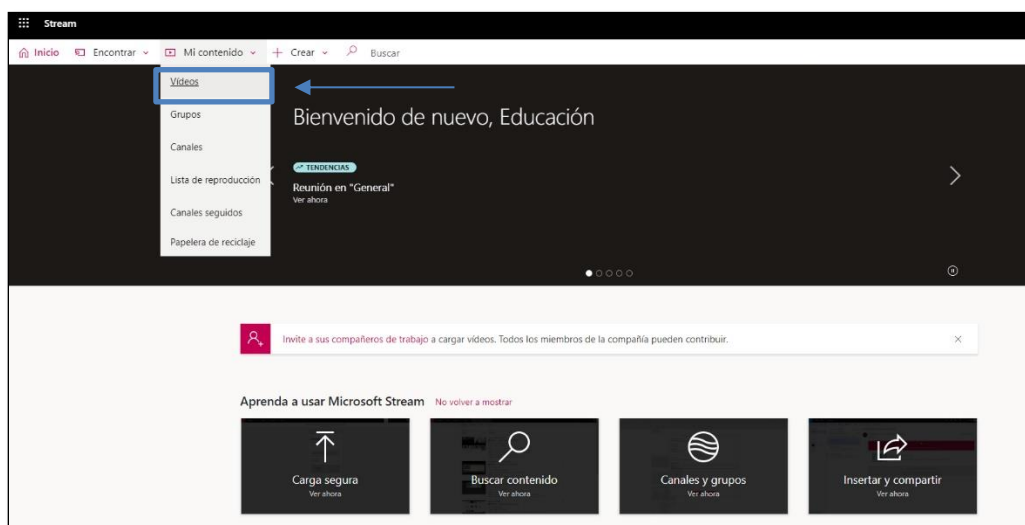 Stream
Inicio Encontrar Mi contenido Crear Buscar
Vídeos
Grupos
Canales
Lista de reproducción
Canales seguidos
Papelera de reciclaje
Bienvenido de nuevo, Educación
TENDENCIAS
Reunión en "General"
Ver ahora
Invite a sus compañeros de trabajo a cargar vídeos. Todos los miembros de la compañía pueden contribuir.
Aprenda a usar Microsoft Stream No volver a mostrar
Carga segura
Ver ahora
Buscar contenido
Ver ahora
Canales y grupos
Ver ahora
Insertar y compartir
Ver ahora